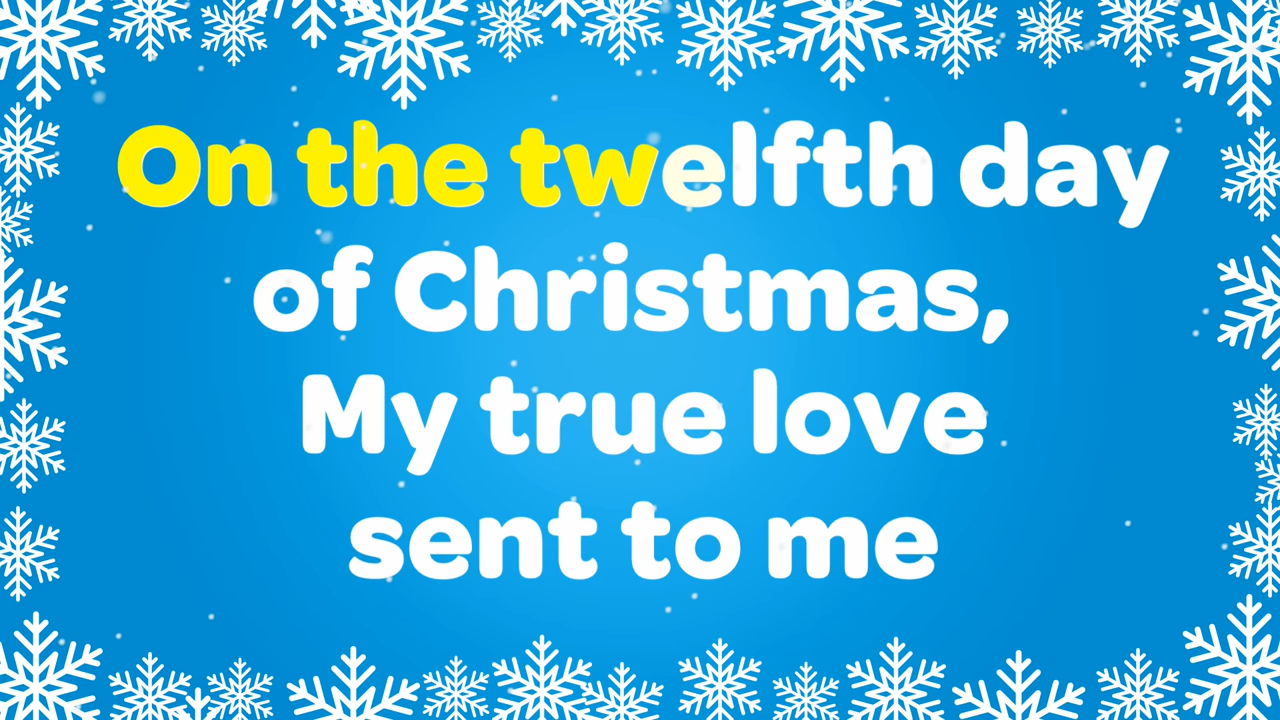 On the twelfth day
of Christmas,
My true love
sent to me